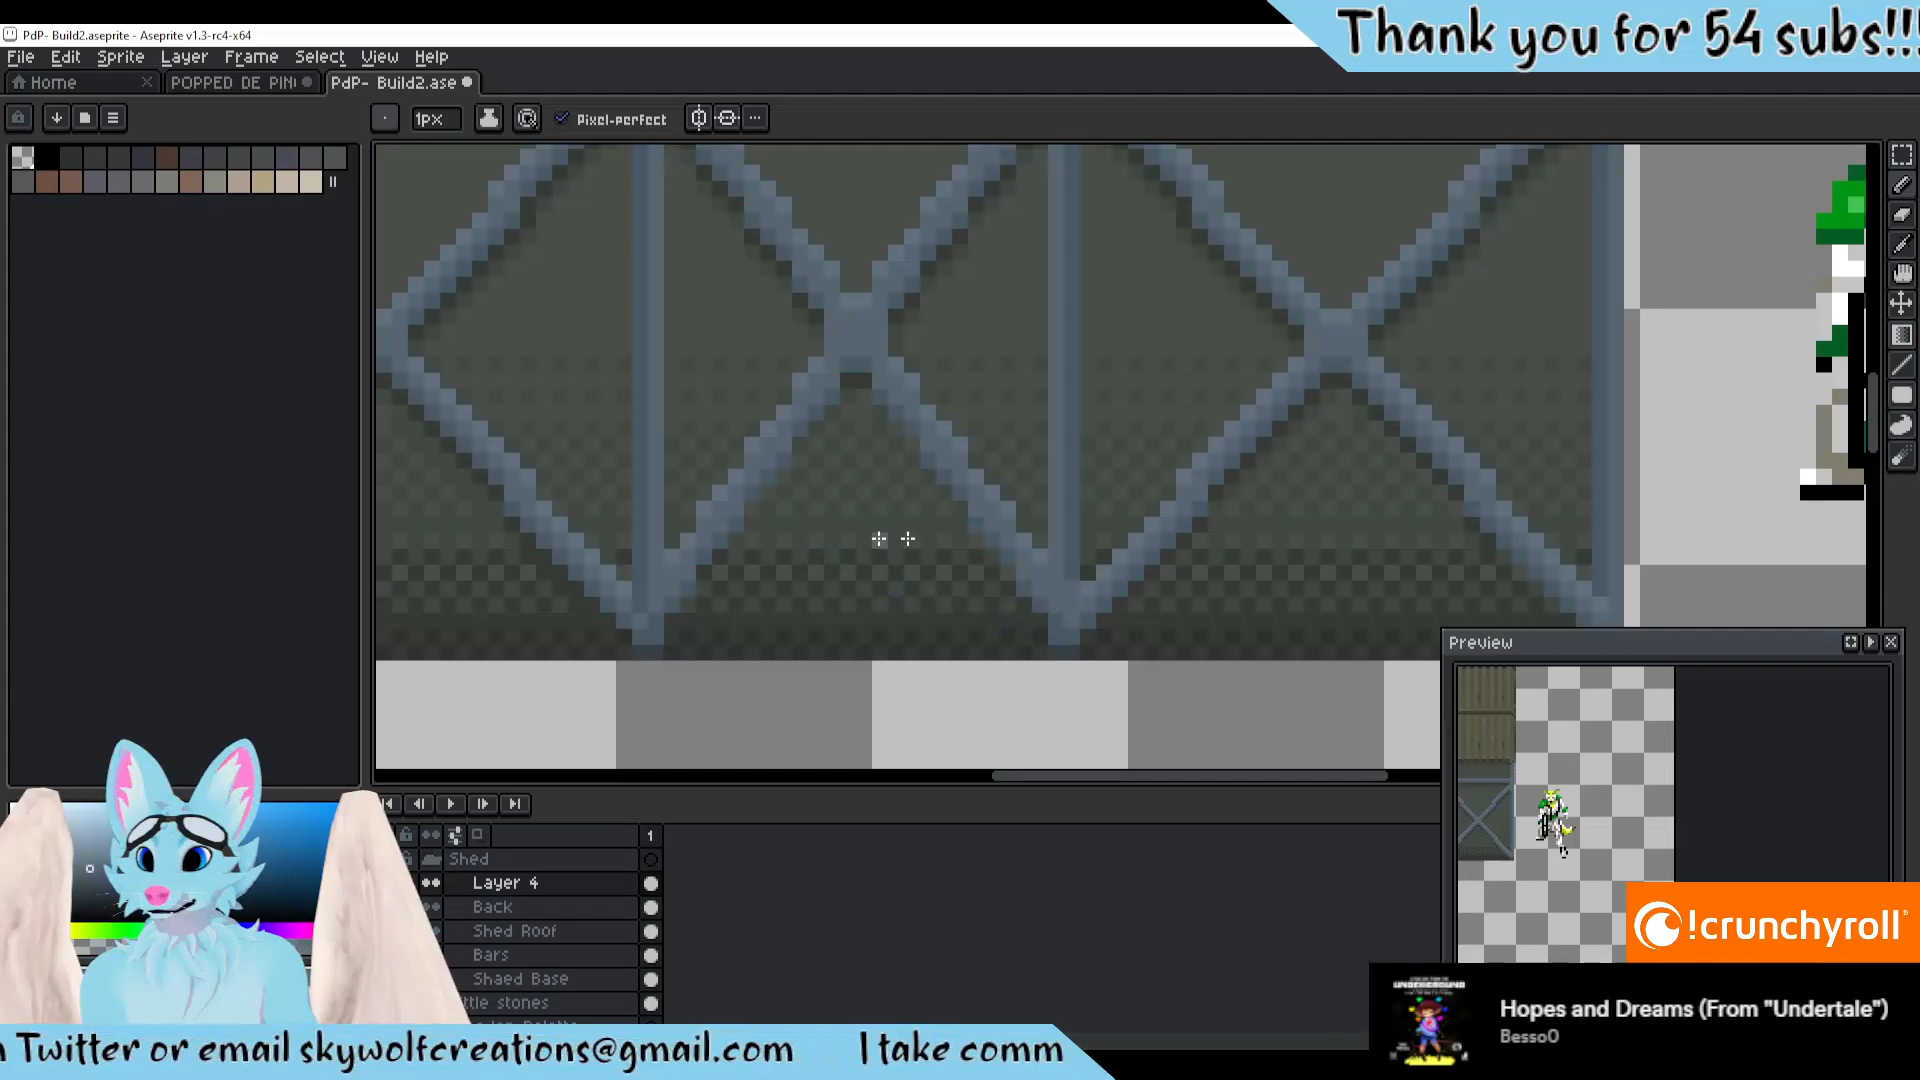 Thank you for 54 subs!!!
PdP- Build2.aseprite - Aseprite v1.3-rc4-x64
File Edit Sprite Layer Frame Select View Help
Home
POPPED DE PIN
PdP- Build2.ase
1px
Pixel-perfect
Preview
1
Shed
Layer 4
Back
Shed Roof
Bars
Shaed Base
ttle stones
!crunchyroll
UNDERGROUND
Hopes and Dreams (From "Undertale")
BessoO
Twitter or email skywolfcreations@gmail.com
I take comm